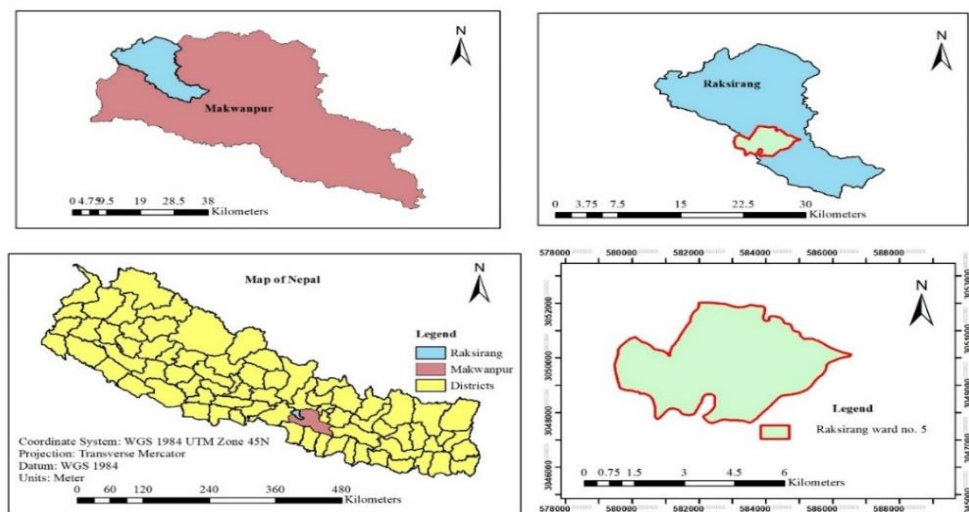 N
Makwanpur
0 4.75 9.5 19 28.5 38
Kilometers
N
Raksirang
0 3.75 7.5 15 22.5 30
Kilometers
Map of Nepal
N
Legend
Raksirang
Makwanpur
Districts
Coordinate System: WGS 1984 UTM Zone 45N
Projection: Transverse Mercator
Datum: WGS 1984
Units: Meter
0 60 120 240 360 480
Kilometers
578000 580000 582000 584000 586000 588000
3052000
3050000
3048000
3046000
N
Legend
Raksirang ward no. 5
0 0.75 1.5 3 4.5 6
Kilometers
3047000
578000 580000 582000 584000 586000 588000